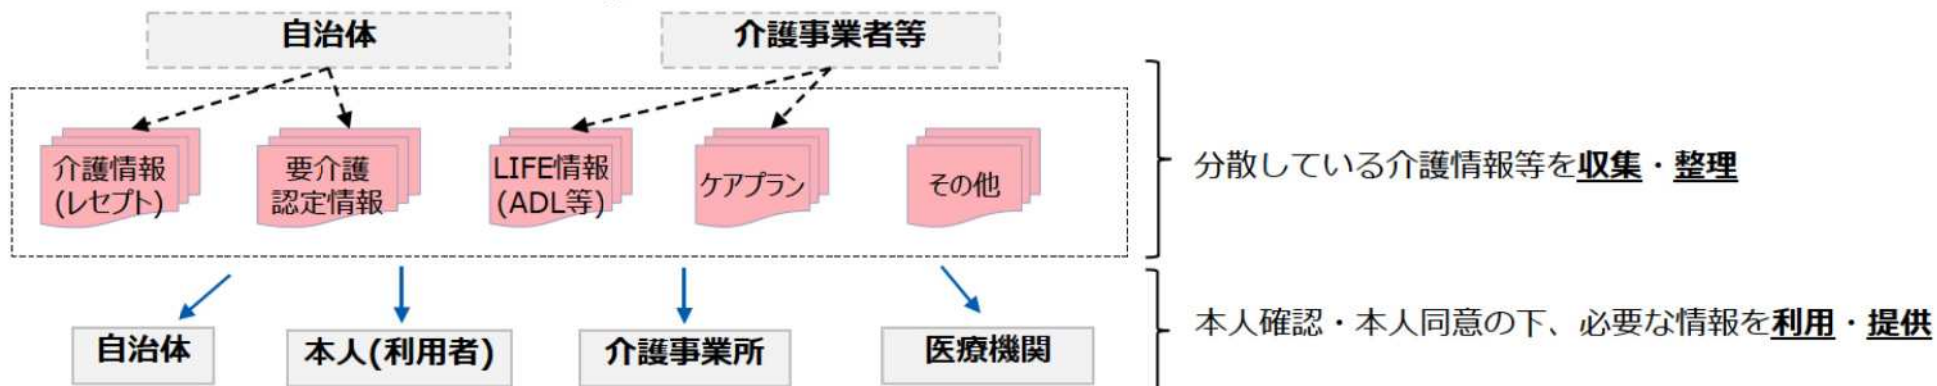 自治体
介護事業者等
介護情報
(レセプト)
要介護
認定情報
LIFE情報
(ADL等)
ケアプラン
その他
分散している介護情報等を収集・整理
自治体
本人(利用者)
介護事業所
医療機関
本人確認・本人同意の下、必要な情報を利用・提供